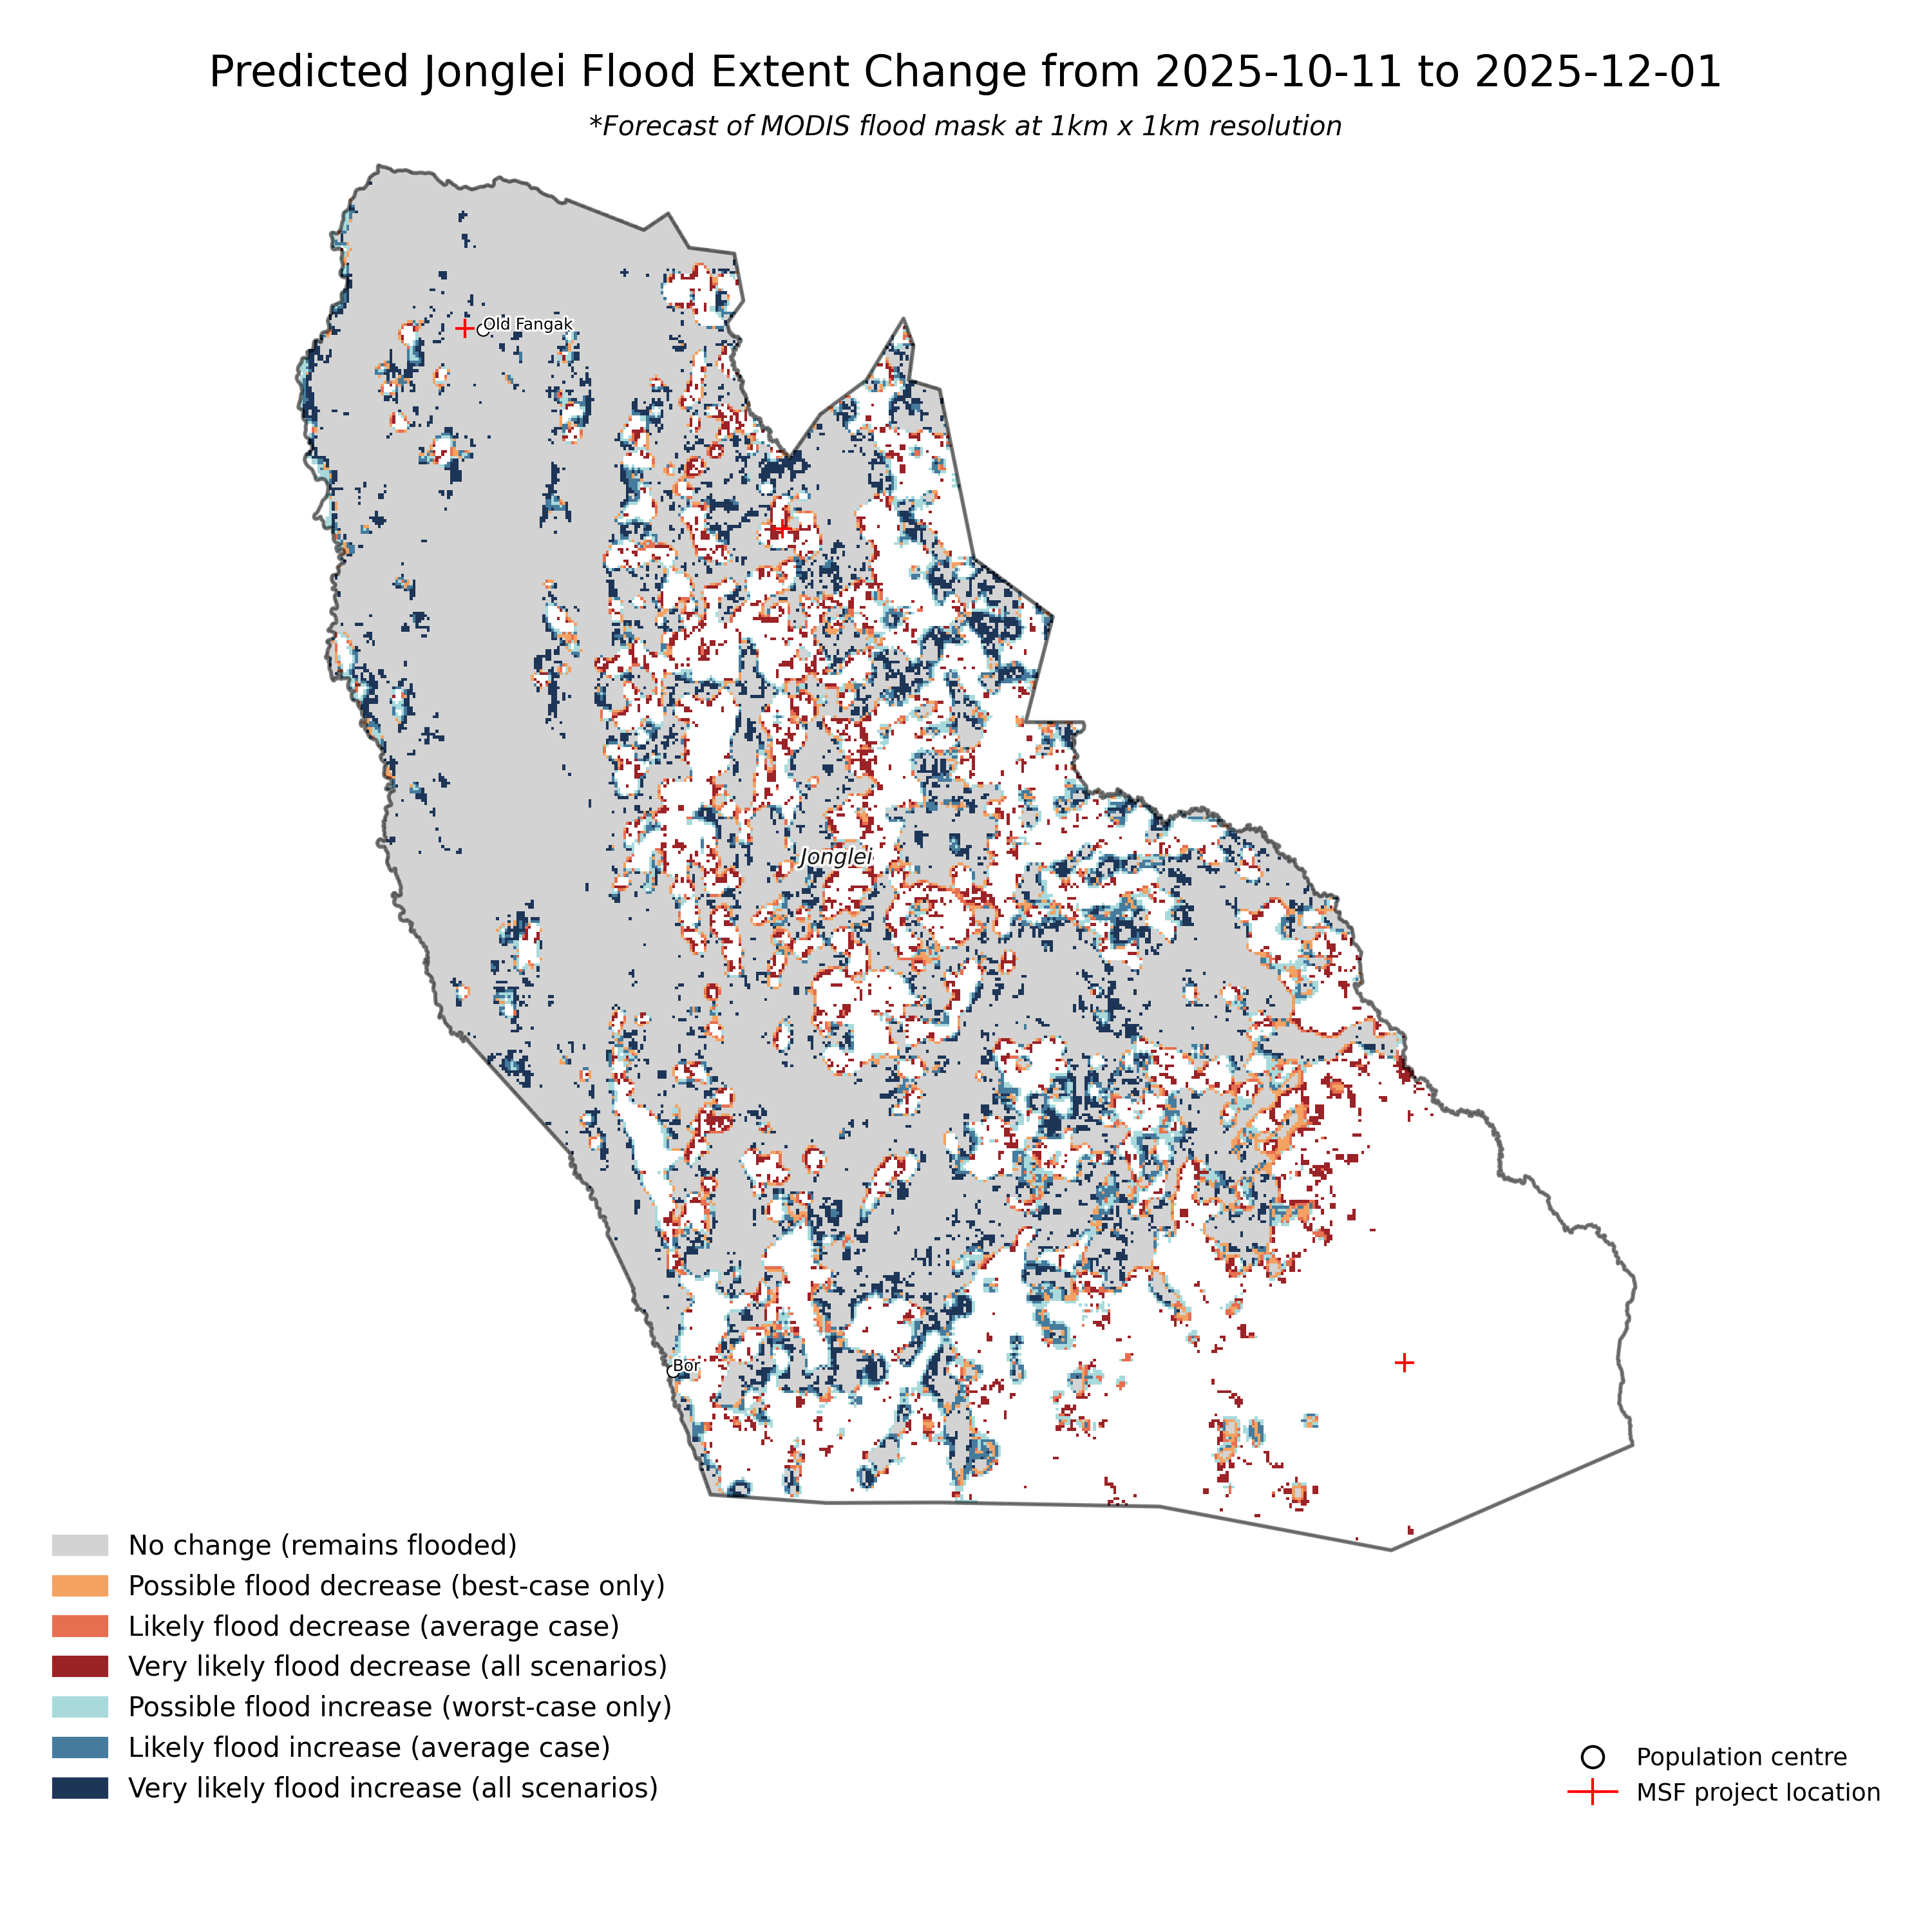 Predicted Jonglei Flood Extent Change from 2025-10-11 to 2025-12-01
*Forecast of MODIS flood mask at 1km x 1km resolution
Old Fangak
Jonglei
Bor
No change (remains flooded)
Possible flood decrease (best-case only)
Likely flood decrease (average case)
Very likely flood decrease (all scenarios)
Possible flood increase (worst-case only)
Likely flood increase (average case)
Very likely flood increase (all scenarios)
Population centre
MSF project location